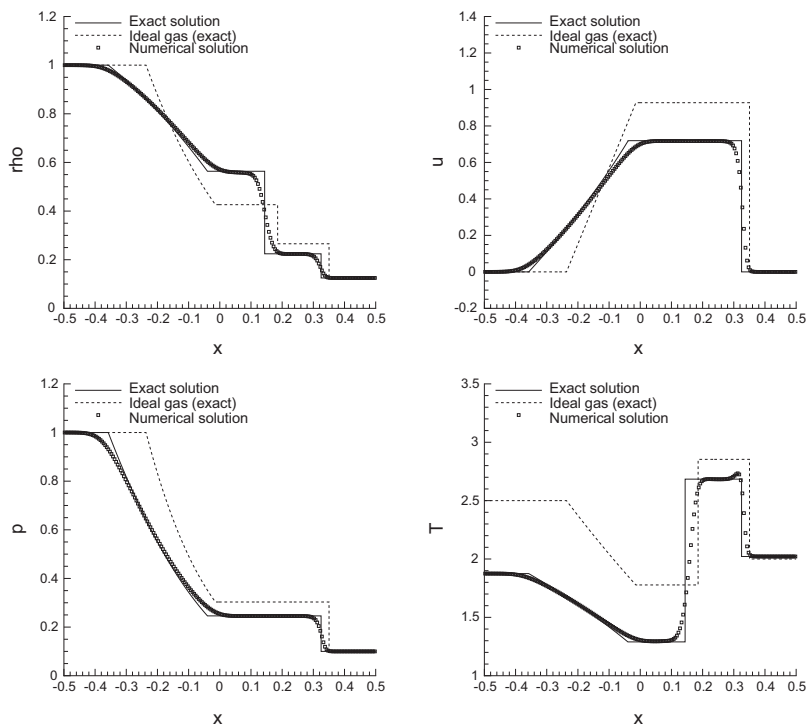 1.2
1
0.8
0.6
0.4
0.2
0
rho
-0.5 -0.4 -0.3 -0.2 -0.1 0 0.1 0.2 0.3 0.4 0.5
x
Exact solution
Ideal gas (exact)
Numerical solution
1.4
1.2
1
0.8
0.6
0.4
0.2
0
-0.2
u
-0.5 -0.4 -0.3 -0.2 -0.1 0 0.1 0.2 0.3 0.4 0.5
x
Exact solution
Ideal gas (exact)
Numerical solution
1.2
1
0.8
0.6
0.4
0.2
0
p
-0.5 -0.4 -0.3 -0.2 -0.1 0 0.1 0.2 0.3 0.4 0.5
x
Exact solution
Ideal gas (exact)
Numerical solution
3.5
3
2.5
2
1.5
1
T
-0.5 -0.4 -0.3 -0.2 -0.1 0 0.1 0.2 0.3 0.4 0.5
x
Exact solution
Ideal gas (exact)
Numerical solution